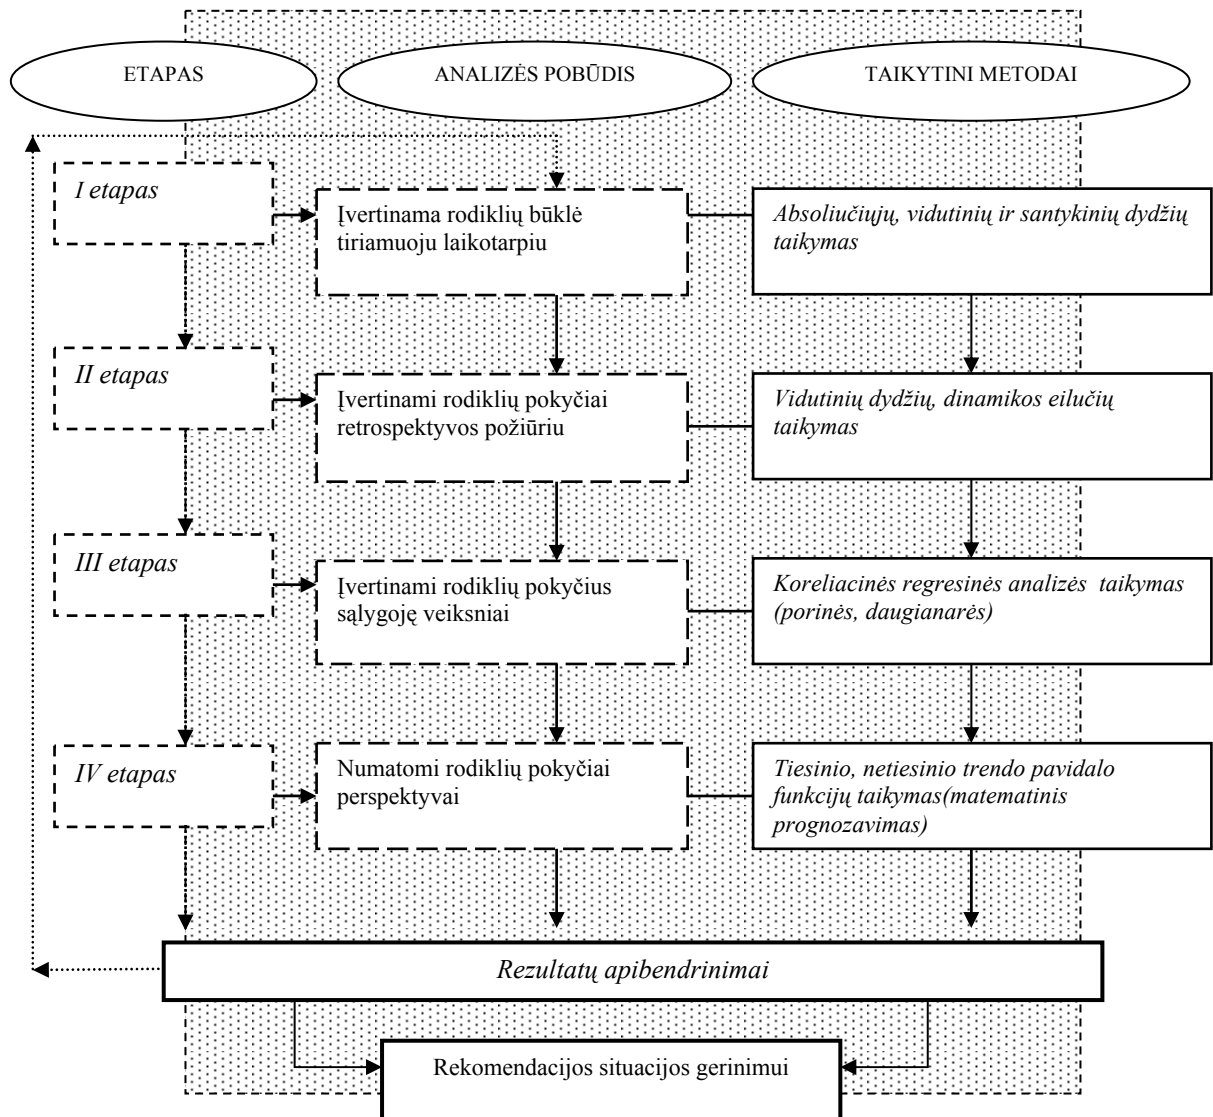 ETAPAS
ANALIZĖS POBŪDIS
TAIKYTINI METODAI
I etapas
Įvertinama rodiklių būklė
tiriamuoju laikotarpiu
Absoliučiųjų, vidutinių ir santykinių dydžių
taikymas
II etapas
Įvertinami rodiklių pokyčiai
retrospektyvos požiūriu
Vidutinių dydžių, dinamikos eilučių
taikymas
III etapas
Įvertinami rodiklių pokyčius
sąlygoję veiksniai
Koreliacinės regresinės analizės taikymas
(porinės, daugianarės)
IV etapas
Numatomi rodiklių pokyčiai
perspektyvai
Tiesinio, netiesinio trendo pavidalo
funkcijų taikymas(matematinis
prognozavimas)
Rezultatų apibendrinimai
Rekomendacijos situacijos gerinimui